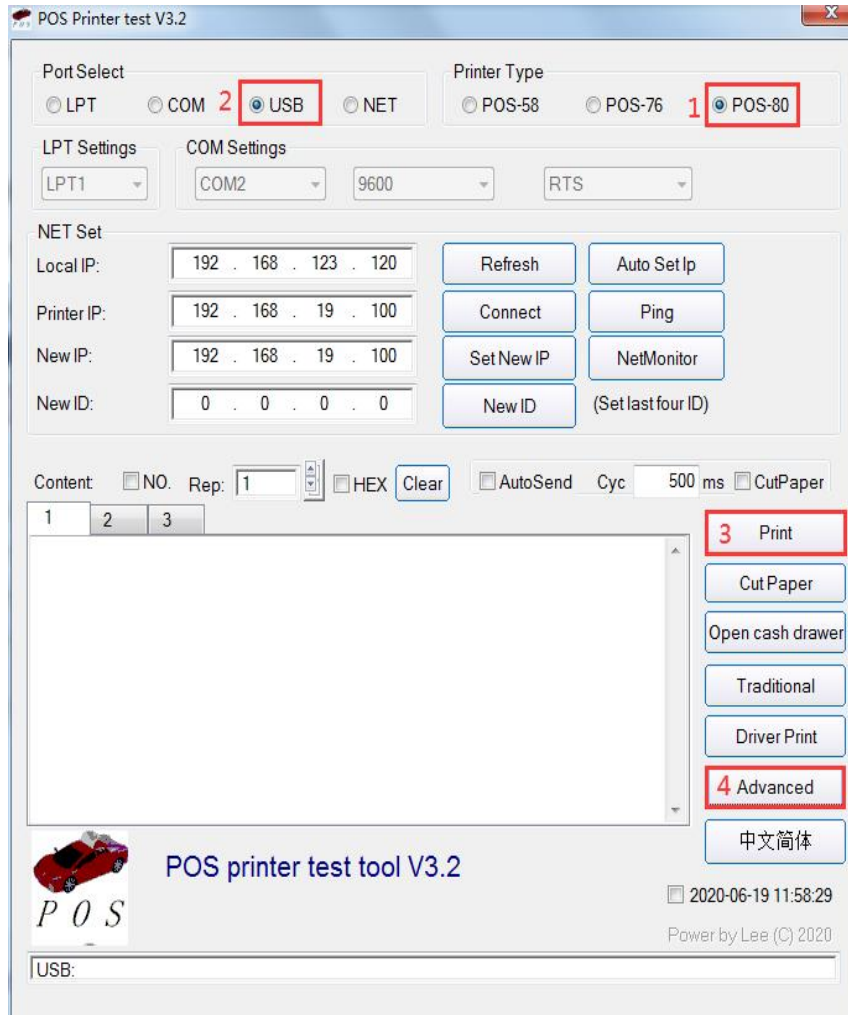 POS Printer test V3.2
x
Port Select
Printer Type
LPT COM 2 USB NET
POS-58 POS-76 1 POS-80
LPT Settings
COM Settings
LPT1
COM2 9600 RTS
NET Set
Local IP: 192 . 168 . 123 . 120 Refresh Auto Set Ip
Printer IP: 192 . 168 . 19 . 100 Connect Ping
New IP: 192 . 168 . 19 . 100 Set New IP NetMonitor
New ID: 0 . 0 . 0 . 0 New ID (Set last four ID)
Content: NO. Rep: 1 HEX Clear AutoSend Cyc 500 ms CutPaper
1 2 3
3 Print
Cut Paper
Open cash drawer
Traditional
Driver Print
4 Advanced
中文简体
POS
POS printer test tool V3.2
2020-06-19 11:58:29
Power by Lee (C) 2020
USB: